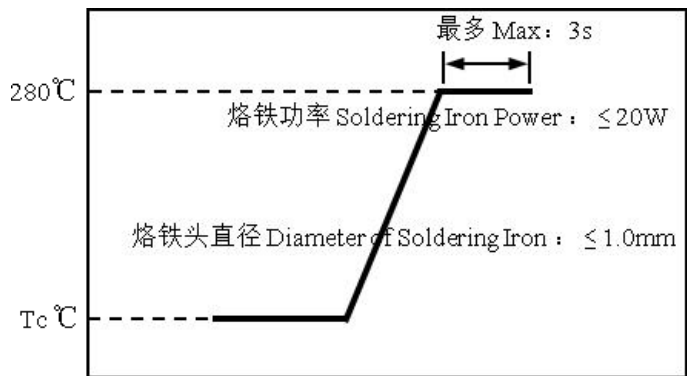 最多 Max：3s
280℃
烙铁功率 Soldering Iron Power：≤20W
烙铁头直径 Diameter of Soldering Iron：≤1.0mm
Tc ℃